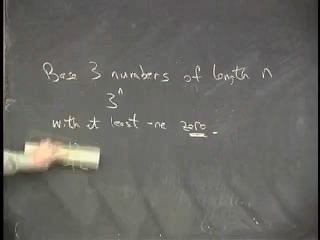 Base 3 numbers of length n
3^n
with at least one zero.